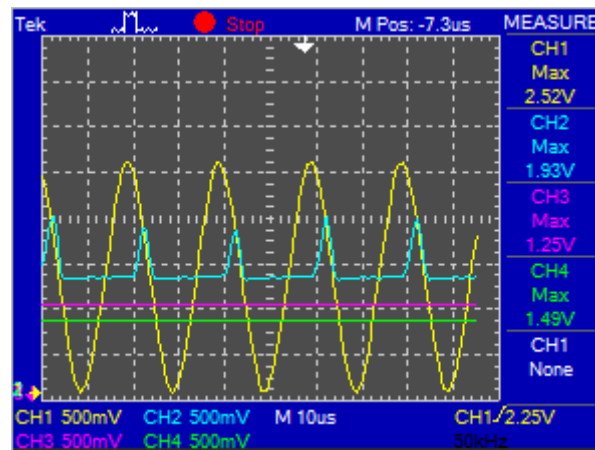 Tek Stop M Pos: -7.3us MEASURE
CH1
Max
2.52V
CH2
Max
1.93V
CH3
Max
1.25V
CH4
Max
1.49V
CH1
None
CH1 500mV CH2 500mV M 10us CH1 2.25V
CH3 500mV CH4 500mV 50kHz